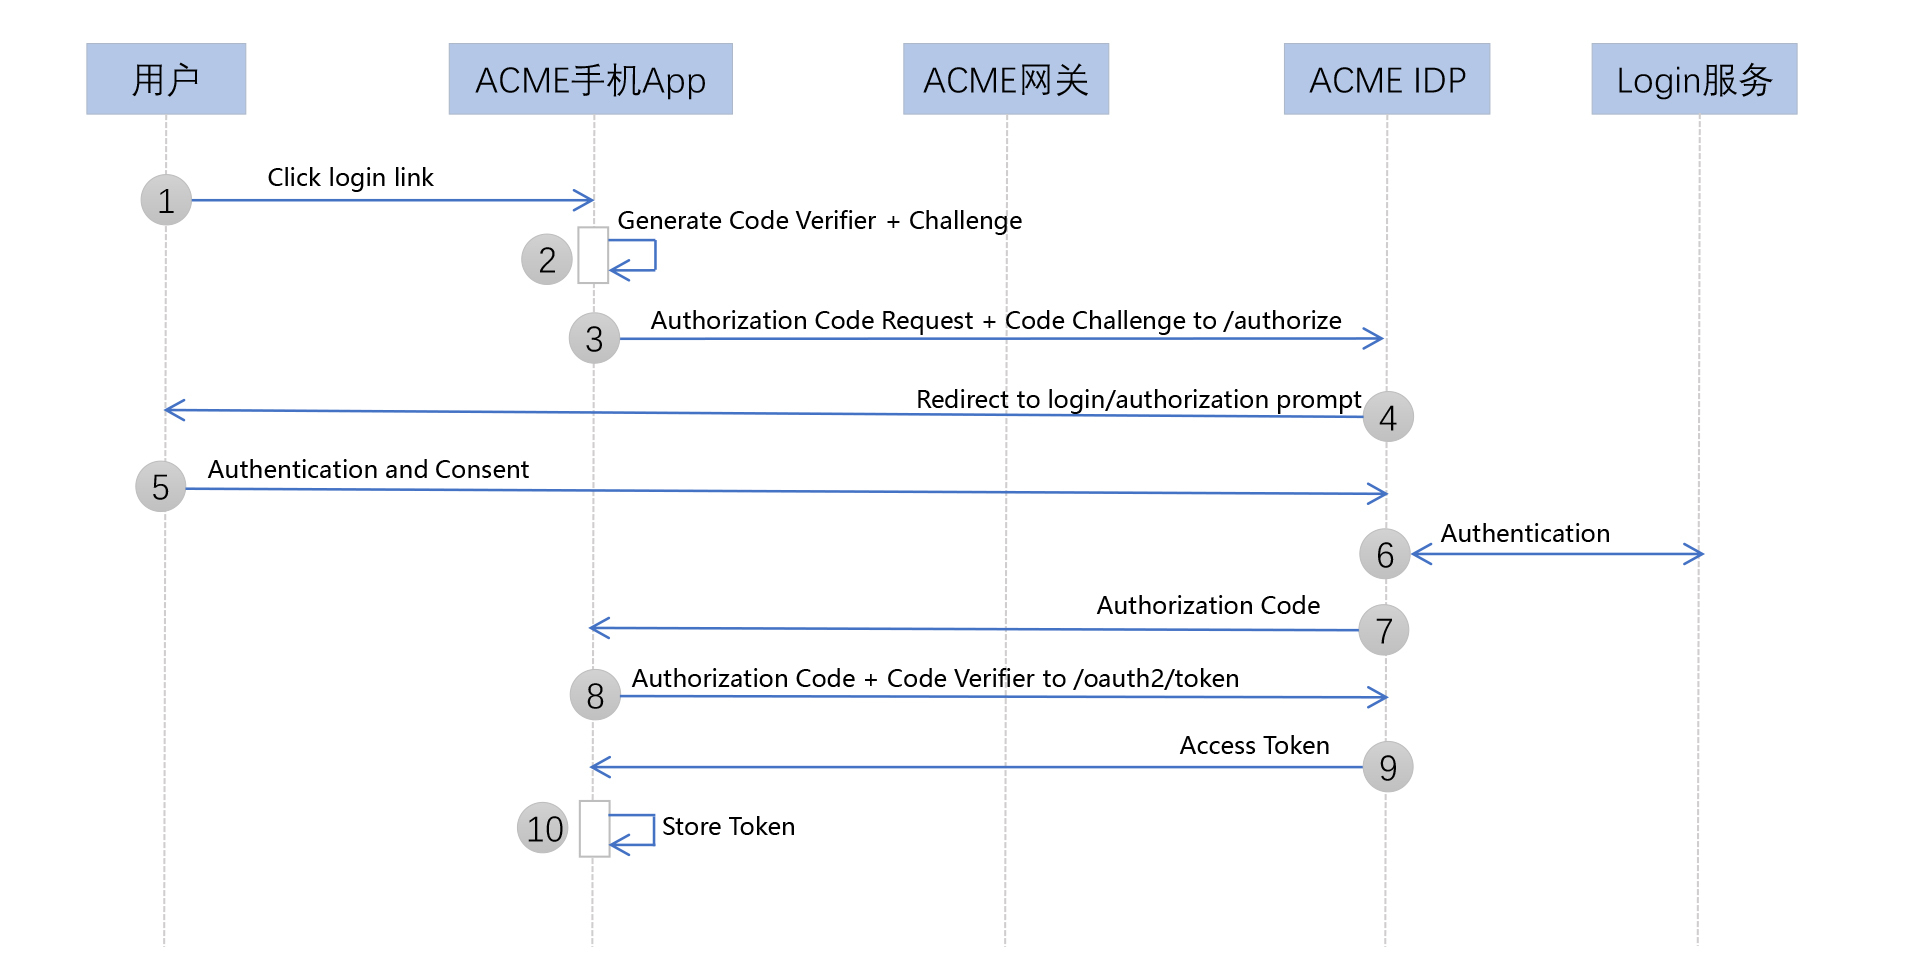 用户
ACME手机App
ACME网关
ACME IDP
Login服务
1
Click login link
Generate Code Verifier + Challenge
2
3
Authorization Code Request + Code Challenge to /authorize
Redirect to login/authorization prompt
4
5
Authentication and Consent
6
Authentication
Authorization Code
7
8
Authorization Code + Code Verifier to /oauth2/token
Access Token
9
10
Store Token